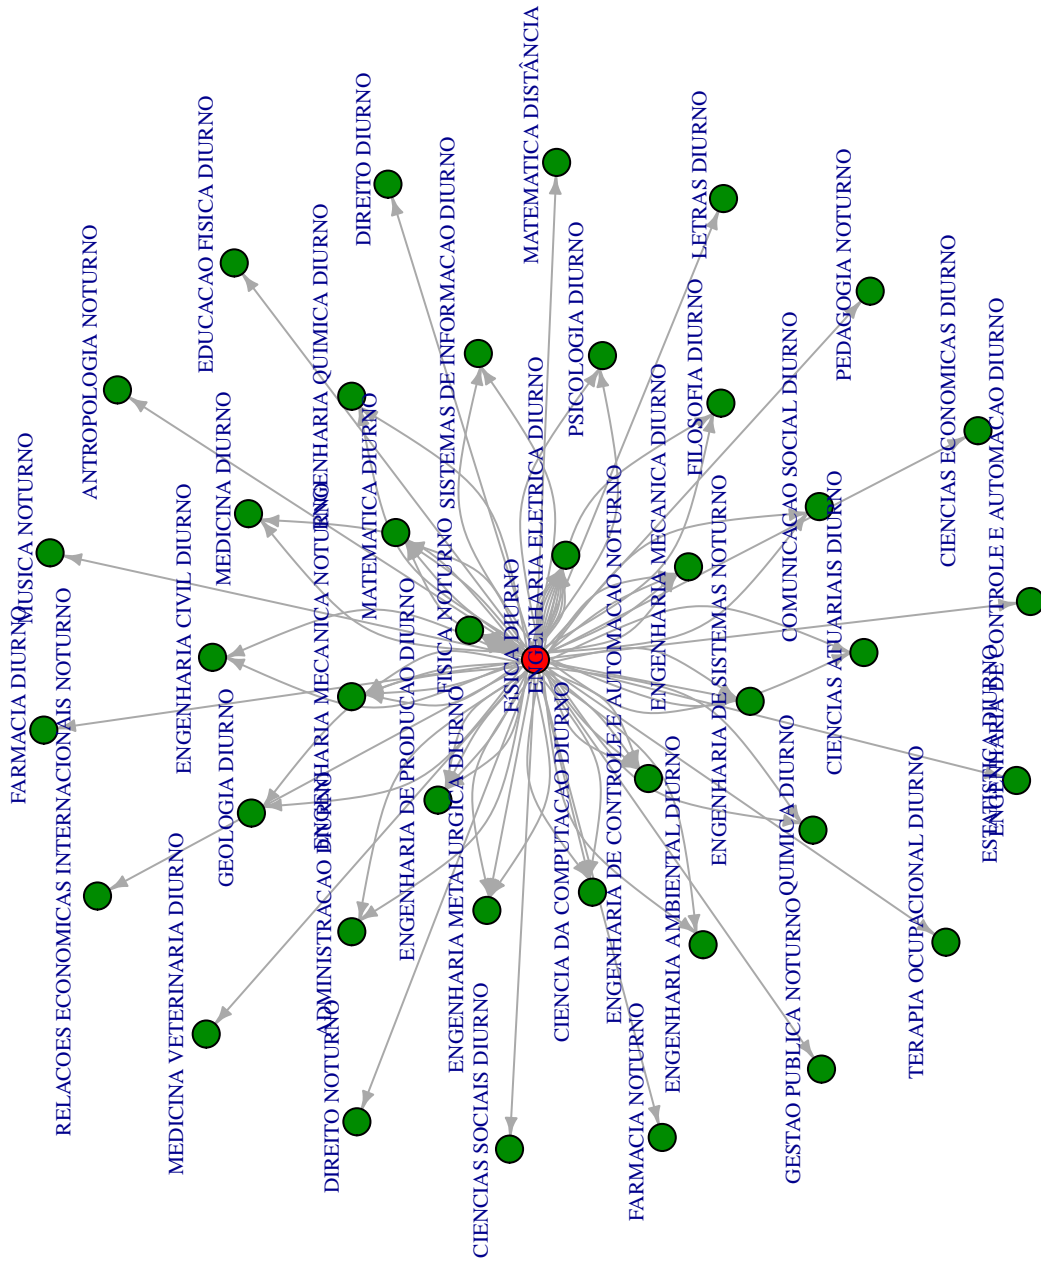 MATEMATICA DISTÂNCIA
DIREITO DIURNO
LETRAS DIURNO
EDUCACAO FISICA DIURNO
SISTEMAS DE INFORMACAO DIURNO
PEDAGOGIA NOTURNO
ENGENHARIA QUIMICA DIURNO
PSICOLOGIA DIURNO
ANTROPOLOGIA NOTURNO
CIENCIAS ECONOMICAS DIURNO
FILOSOFIA DIURNO
ENGENHARIA DE CONTROLE E AUTOMACAO DIURNO
COMUNICACAO SOCIAL DIURNO
ENGENHARIA ELETRICA DIURNO
ENGENHARIA MECANICA DIURNO
MEDICINA DIURNO
MATEMATICA DIURNO
MUSICA NOTURNO
ENGENHARIA DE CONTROLE E AUTOMACAO NOTURNO
CIENCIAS ATUARIAIS DIURNO
ENGENHARIA DE SISTEMAS NOTURNO
ENGENHARIA CIVIL DIURNO
ENGENHARIA MECANICA NOTURNO
FISICA NOTURNO
FíSICA DIURNO
ENGENHARIA DE PRODUCAO DIURNO
RELACOES ECONOMICAS INTERNACIONAIS NOTURNO
FARMACIA DIURNO
ESTATISTICA DIURNO
GEOLOGIA DIURNO
ENGENHARIA METALURGICA DIURNO
CIENCIA DA COMPUTACAO DIURNO
QUIMICA DIURNO
ENGENHARIA AMBIENTAL DIURNO
TERAPIA OCUPACIONAL DIURNO
ADMINISTRACAO DIURNO
MEDICINA VETERINARIA DIURNO
GESTAO PUBLICA NOTURNO
DIREITO NOTURNO
CIENCIAS SOCIAIS DIURNO
FARMACIA NOTURNO